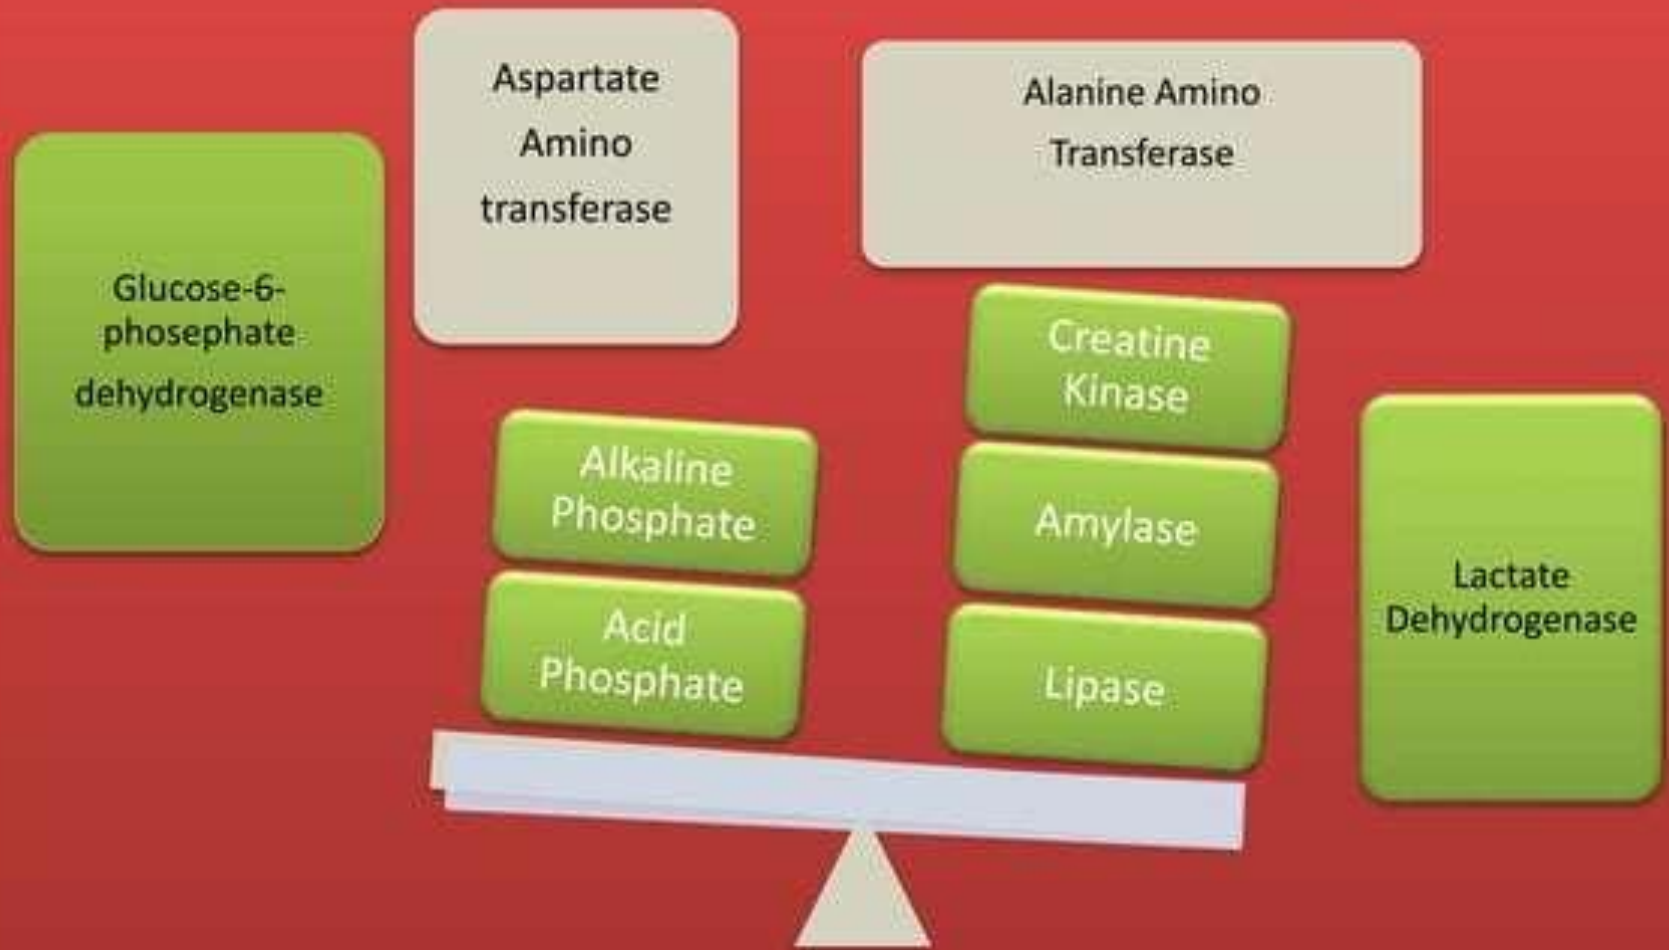 Aspartate
Amino
transferase
Alanine Amino
Transferase
Glucose-6-
phosephate
dehydrogenase
Creatine
Kinase
Alkaline
Phosphate
Amylase
Lactate
Dehydrogenase
Acid
Phosphate
Lipase